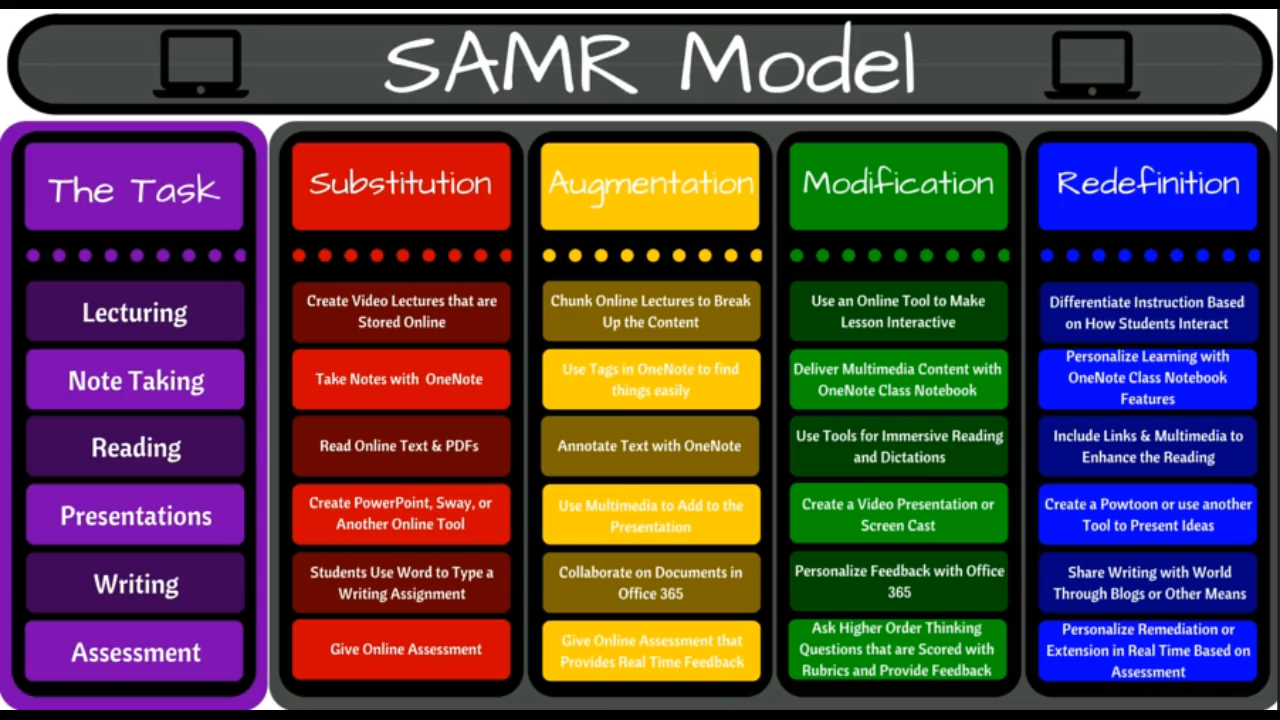 SAMR Model
The Task
Substitution
Augmentation
Modification
Redefinition
Lecturing
Create Video Lectures that are
Stored Online
Chunk Online Lectures to Break
Up the Content
Use an Online Tool to Make
Lesson Interactive
Differentiate Instruction Based
on How Students Interact
Note Taking
Take Notes with OneNote
Use Tags in OneNote to find
things easily
Deliver Multimedia Content with
OneNote Class Notebook
Personalize Learning with
OneNote Class Notebook
Features
Reading
Read Online Text & PDFs
Annotate Text with OneNote
Use Tools for Immersive Reading
and Dictations
Include Links & Multimedia to
Enhance the Reading
Presentations
Create PowerPoint, Sway, or
Another Online Tool
Use Multimedia to Add to the
Presentation
Create a Video Presentation or
Screen Cast
Create a Powtoon or use another
Tool to Present Ideas
Writing
Students Use Word to Type a
Writing Assignment
Collaborate on Documents in
Office 365
Personalize Feedback with Office
365
Share Writing with World
Through Blogs or Other Means
Assessment
Give Online Assessment
Give Online Assessment that
Provides Real Time Feedback
Ask Higher Order Thinking
Questions that are Scored with
Rubrics and Provide Feedback
Personalize Remediation or
Extension in Real Time Based on
Assessment